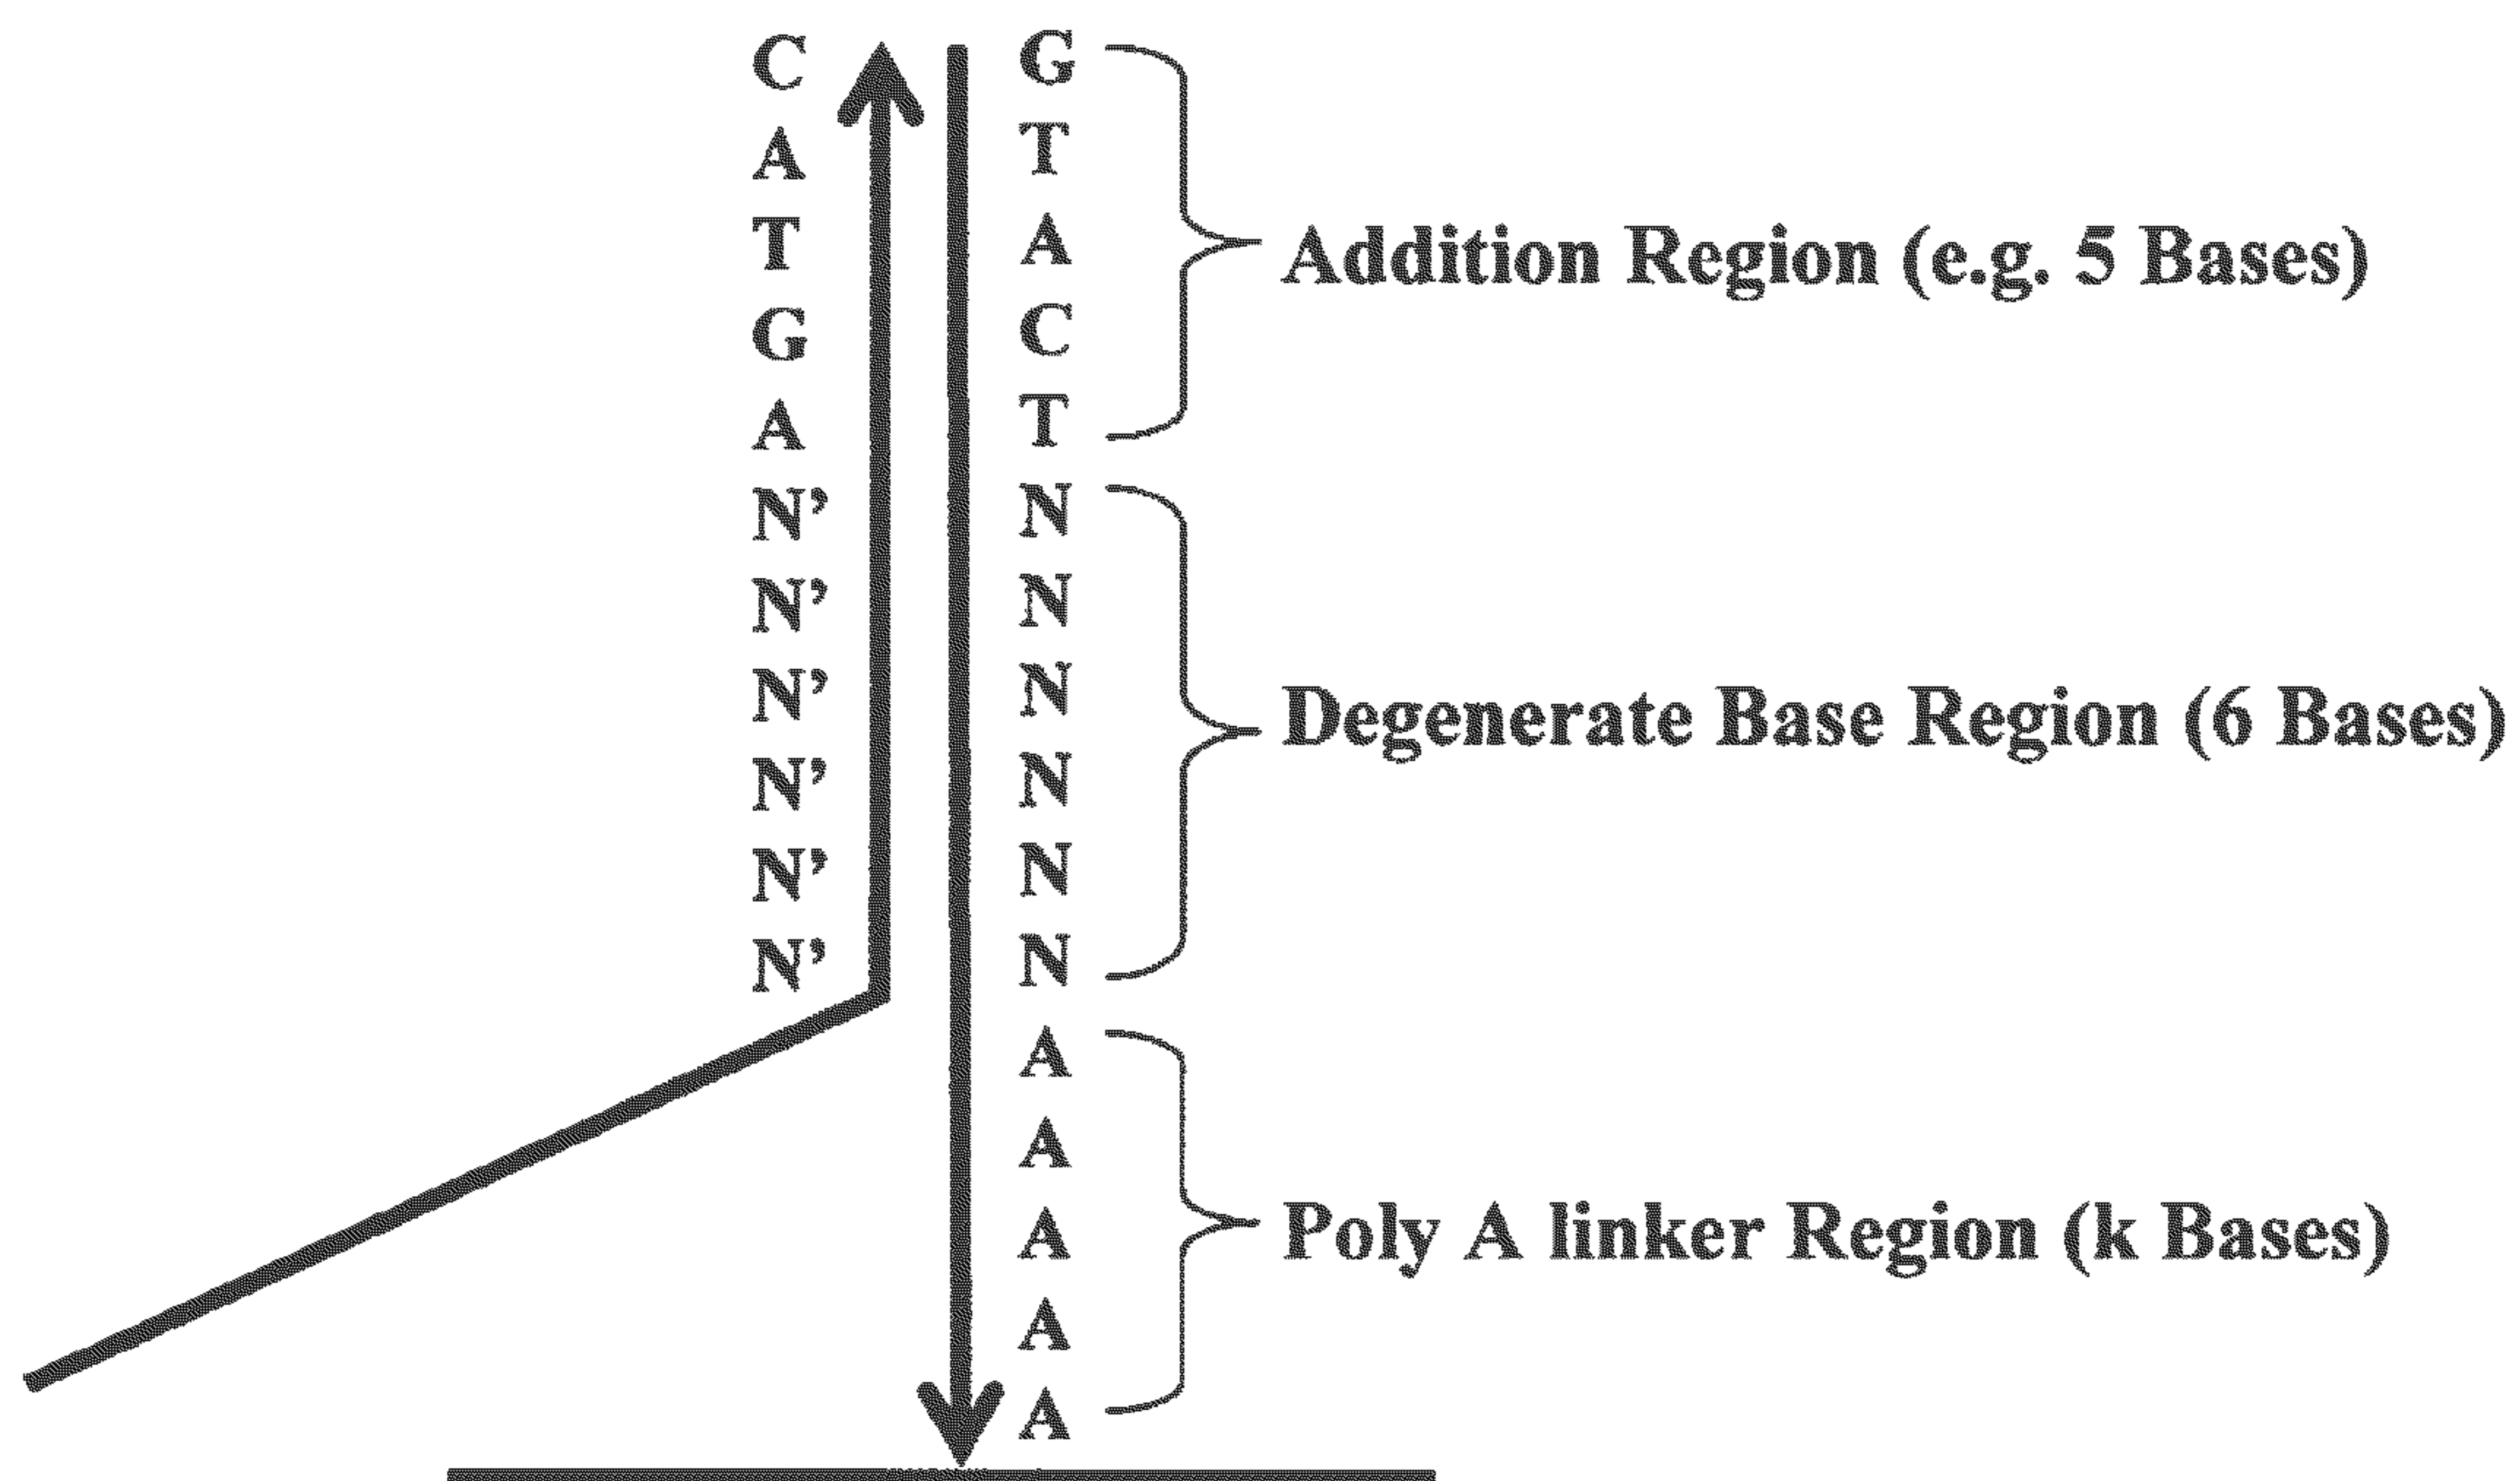 C G
A T
T A Addition Region (e.g. 5 Bases)
G C
A T
N’ N
N’ N
N’ N Degenerate Base Region (6 Bases)
N’ N
N’ N
N’ N
A
A
A Poly A linker Region (k Bases)
A
A